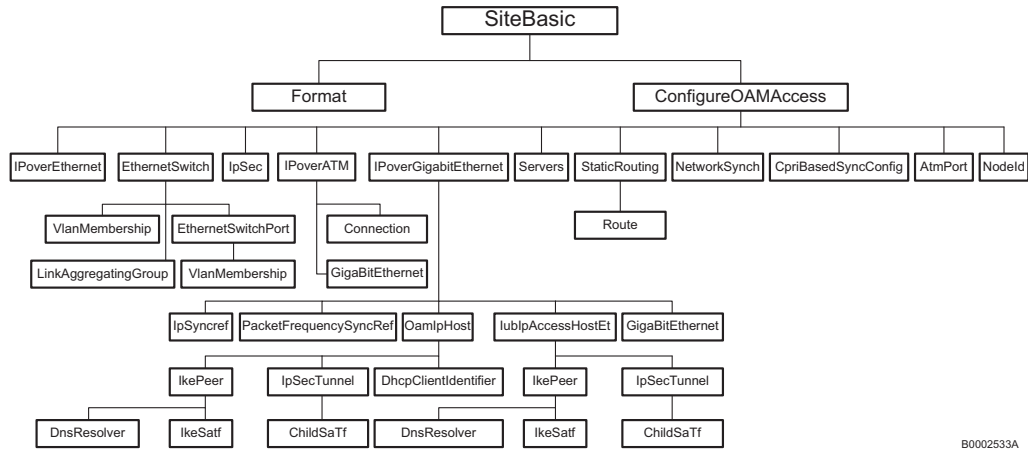 SiteBasic
Format
ConfigureOAMAccess
IPoverEthernet
EthernetSwitch
IpSec
IPoverATM
IPoverGigabitEthernet
Servers
StaticRouting
NetworkSynch
CpriBasedSyncConfig
AtmPort
NodeId
VlanMembership
EthernetSwitchPort
Connection
Route
LinkAggregatingGroup
VlanMembership
GigaBitEthernet
IpSyncref
PacketFrequencySyncRef
OamIpHost
IubIpAccessHostEt
GigaBitEthernet
IkePeer
IpSecTunnel
DhcpClientIdentifier
IkePeer
IpSecTunnel
DnsResolver
IkeSatf
ChildSaTf
DnsResolver
IkeSatf
ChildSaTf
B0002533A